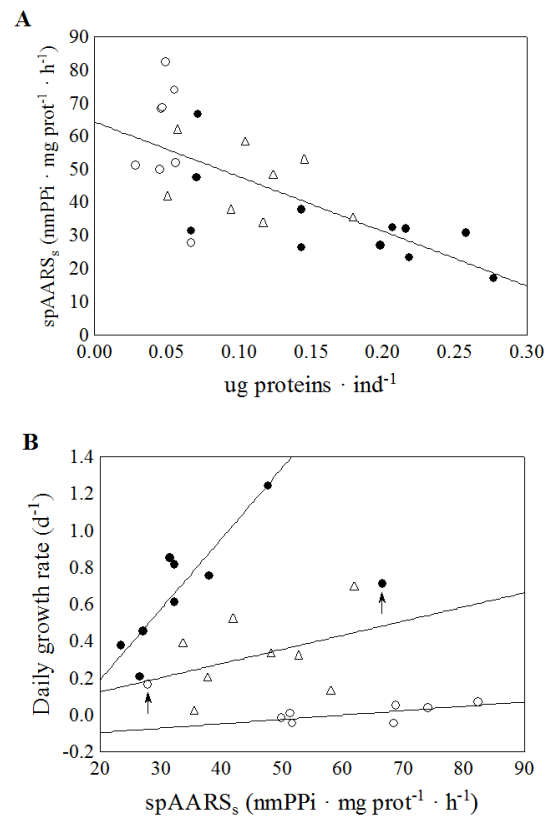 A
spAARSs (nmPPi · mg prot-1 · h-1)
90
80
70
60
50
40
30
20
10
0
0.00 0.05 0.10 0.15 0.20 0.25 0.30
ug proteins · ind-1
B
Daily growth rate (d-1)
1.4
1.2
1.0
0.8
0.6
0.4
0.2
0.0
-0.2
20 30 40 50 60 70 80 90
spAARSs (nmPPi · mg prot-1 · h-1)